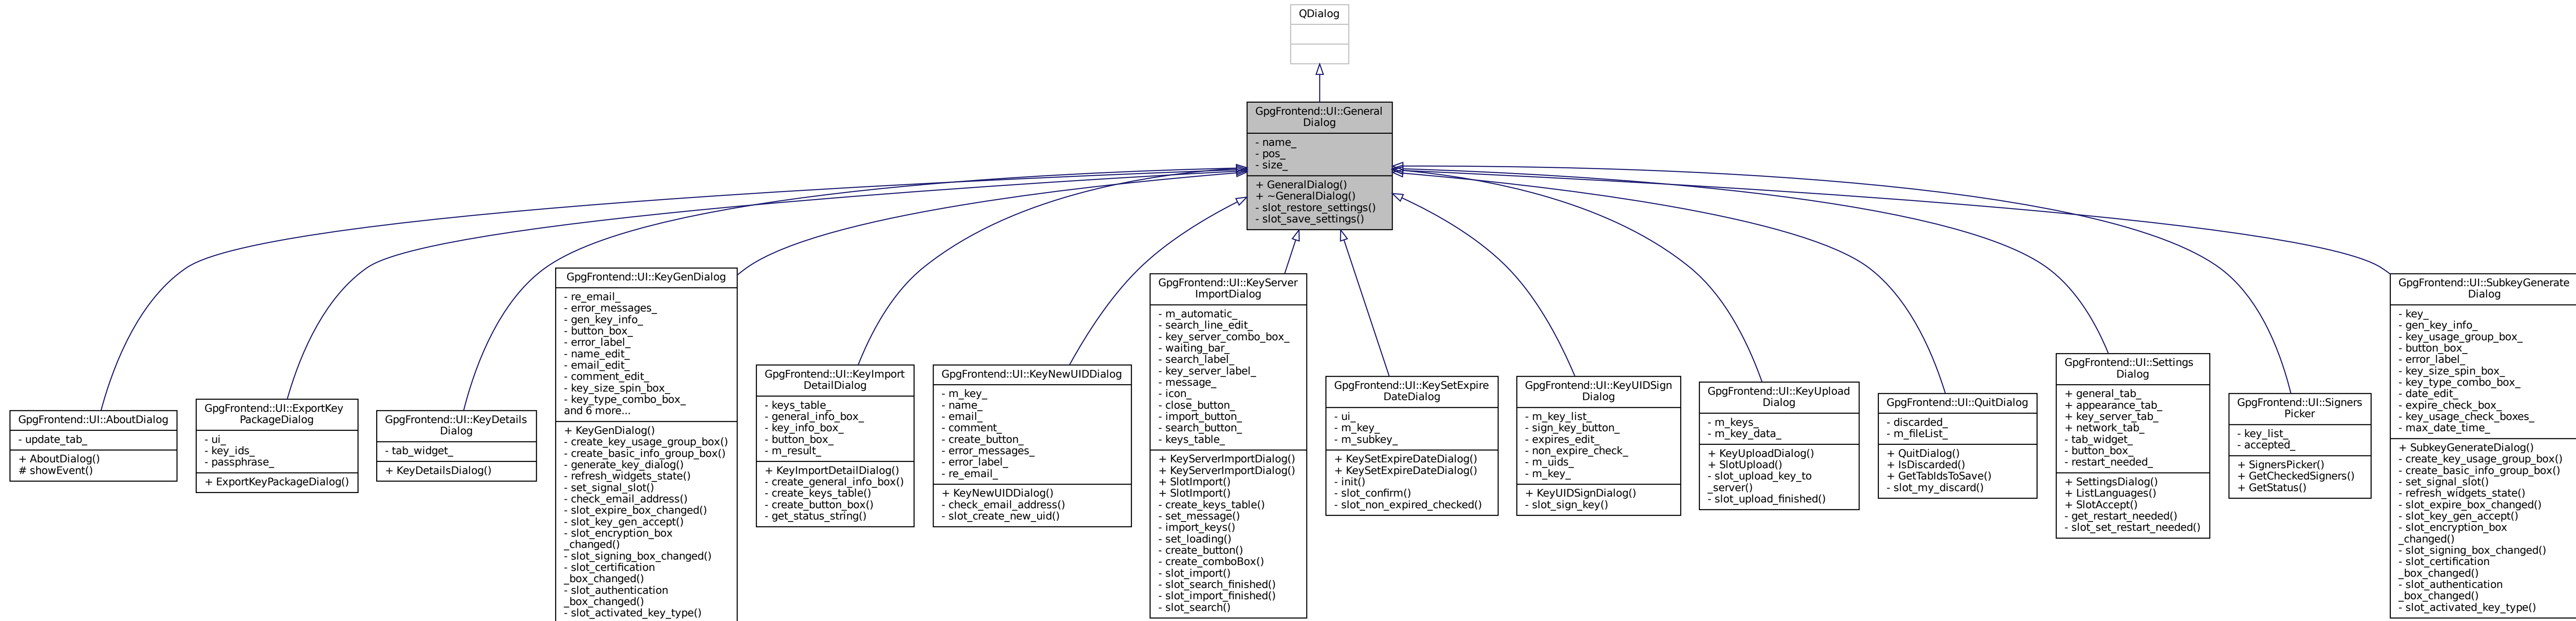 QDialog
GpgFrontend::UI::General
Dialog
- name_
- pos_
- size_
+ GeneralDialog()
+ ~GeneralDialog()
- slot_restore_settings()
- slot_save_settings()
GpgFrontend::UI::AboutDialog
- update_tab_
+ AboutDialog()
# showEvent()
GpgFrontend::UI::ExportKey
PackageDialog
- ui_
- key_ids_
- passphrase_
+ ExportKeyPackageDialog()
GpgFrontend::UI::KeyDetails
Dialog
- tab_widget_
+ KeyDetailsDialog()
GpgFrontend::UI::KeyGenDialog
- re_email_
- error_messages_
- gen_key_info_
- button_box_
- error_label_
- name_edit_
- email_edit_
- comment_edit_
- key_size_spin_box_
- key_type_combo_box_
and 6 more...
+ KeyGenDialog()
- create_key_usage_group_box()
- create_basic_info_group_box()
- generate_key_dialog()
- refresh_widgets_state()
- set_signal_slot()
- check_email_address()
- slot_expire_box_changed()
- slot_key_gen_accept()
- slot_encryption_box
_changed()
- slot_signing_box_changed()
- slot_certification
_box_changed()
- slot_authentication
_box_changed()
- slot_activated_key_type()
GpgFrontend::UI::KeyImport
DetailDialog
- keys_table_
- general_info_box_
- key_info_box_
- button_box_
- m_result_
+ KeyImportDetailDialog()
- create_general_info_box()
- create_keys_table()
- create_button_box()
- get_status_string()
GpgFrontend::UI::KeyNewUIDDialog
- m_key_
- name_
- email_
- comment_
- create_button_
- error_messages_
- error_label_
- re_email_
+ KeyNewUIDDialog()
- check_email_address()
- slot_create_new_uid()
GpgFrontend::UI::KeyServer
ImportDialog
- m_automatic_
- search_line_edit_
- key_server_combo_box_
- waiting_bar_
- search_label_
- key_server_label_
- message_
- icon_
- close_button_
- import_button_
- search_button_
- keys_table_
+ KeyServerImportDialog()
+ KeyServerImportDialog()
+ SlotImport()
+ SlotImport()
- create_keys_table()
- set_message()
- import_keys()
- set_loading()
- create_button()
- create_comboBox()
- slot_import()
- slot_search_finished()
- slot_import_finished()
- slot_search()
GpgFrontend::UI::KeySetExpire
DateDialog
- ui_
- m_key_
- m_subkey_
+ KeySetExpireDateDialog()
+ KeySetExpireDateDialog()
- init()
- slot_confirm()
- slot_non_expired_checked()
GpgFrontend::UI::KeyUIDSign
Dialog
- m_key_list_
- sign_key_button_
- expires_edit_
- non_expire_check_
- m_uids_
- m_key_
+ KeyUIDSignDialog()
- slot_sign_key()
GpgFrontend::UI::KeyUpload
Dialog
- m_keys_
- m_key_data_
+ KeyUploadDialog()
+ SlotUpload()
- slot_upload_key_to
_server()
- slot_upload_finished()
GpgFrontend::UI::QuitDialog
- discarded_
- m_fileList_
+ QuitDialog()
+ IsDiscarded()
+ GetTabIdsToSave()
- slot_my_discard()
GpgFrontend::UI::Settings
Dialog
+ general_tab_
+ appearance_tab_
+ key_server_tab_
+ network_tab_
- tab_widget_
- button_box_
- restart_needed_
+ SettingsDialog()
+ ListLanguages()
+ SlotAccept()
- get_restart_needed()
- slot_set_restart_needed()
GpgFrontend::UI::Signers
Picker
- key_list_
- accepted_
+ SignersPicker()
+ GetCheckedSigners()
+ GetStatus()
GpgFrontend::UI::SubkeyGenerate
Dialog
- key_
- gen_key_info_
- key_usage_group_box_
- button_box_
- error_label_
- key_size_spin_box_
- key_type_combo_box_
- date_edit_
- expire_check_box_
- key_usage_check_boxes_
- max_date_time_
+ SubkeyGenerateDialog()
- create_key_usage_group_box()
- create_basic_info_group_box()
- set_signal_slot()
- refresh_widgets_state()
- slot_expire_box_changed()
- slot_key_gen_accept()
- slot_encryption_box
_changed()
- slot_signing_box_changed()
- slot_certification
_box_changed()
- slot_authentication
_box_changed()
- slot_activated_key_type()